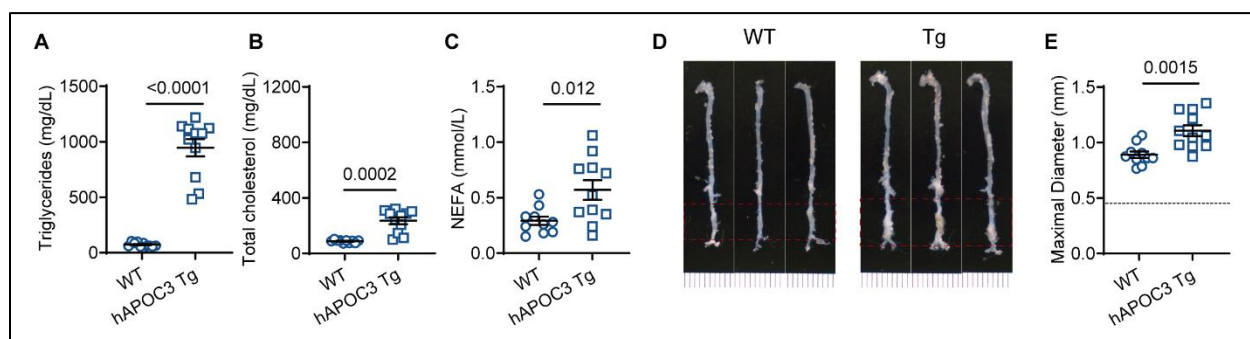 A
Triglycerides (mg/dL)
1500
1000
500
0
<0.0001
WT
hAPOC3 Tg
B
Total cholesterol (mg/dL)
1200
800
400
0
0.0002
WT
hAPOC3 Tg
C
NEFA (mmol/L)
1.5
1.0
0.5
0.0
0.012
WT
hAPOC3 Tg
D
WT
Tg
E
Maximal Diameter (mm)
1.5
1.0
0.5
0.0
0.0015
WT
hAPOC3 Tg